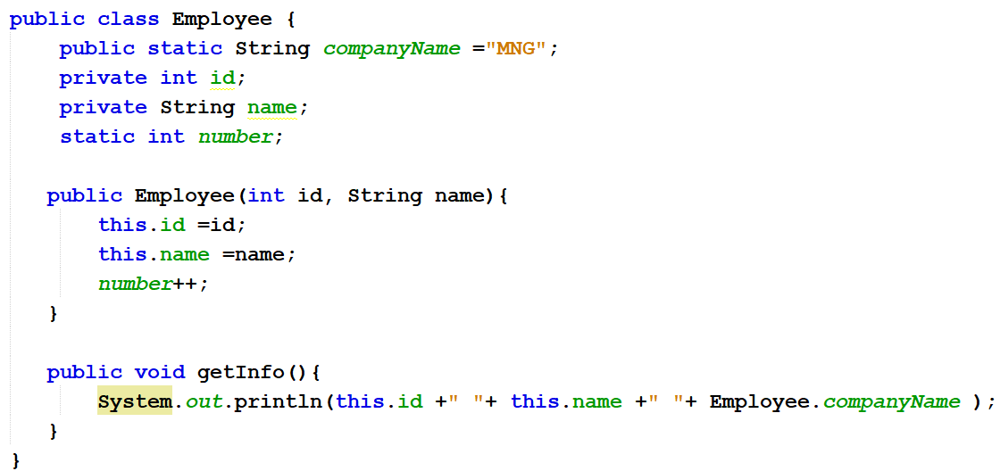 public class Employee {
    public static String companyName ="MNG";
    private int id;
    private String name;
    static int number;

   public Employee(int id, String name){
       this.id =id;
       this.name =name;
       number++;
   }

   public void getInfo(){
       System.out.println(this.id +" "+ this.name +" "+ Employee.companyName );
   }
}